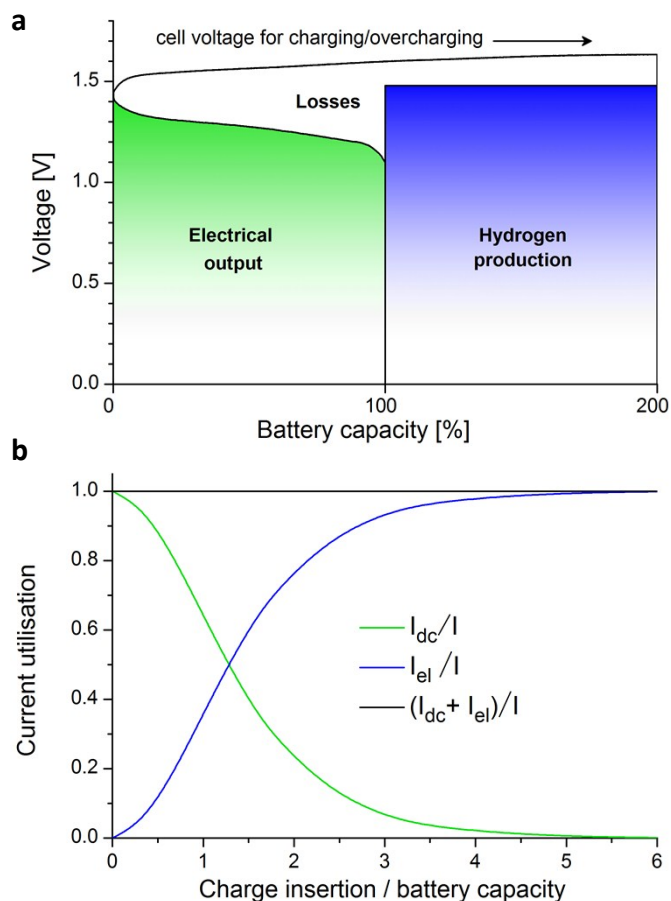 a
cell voltage for charging/overcharging
1.5
Losses
1.0
Voltage [V]
Electrical
output
Hydrogen
production
0.5
0.0
0
100
200
Battery capacity [%]
b
1.0
0.8
0.6
0.4
0.2
0.0
Current utilisation
I_dc/I
I_el /I
(I_dc+ I_el)/I
0
1
2
3
4
5
6
Charge insertion / battery capacity